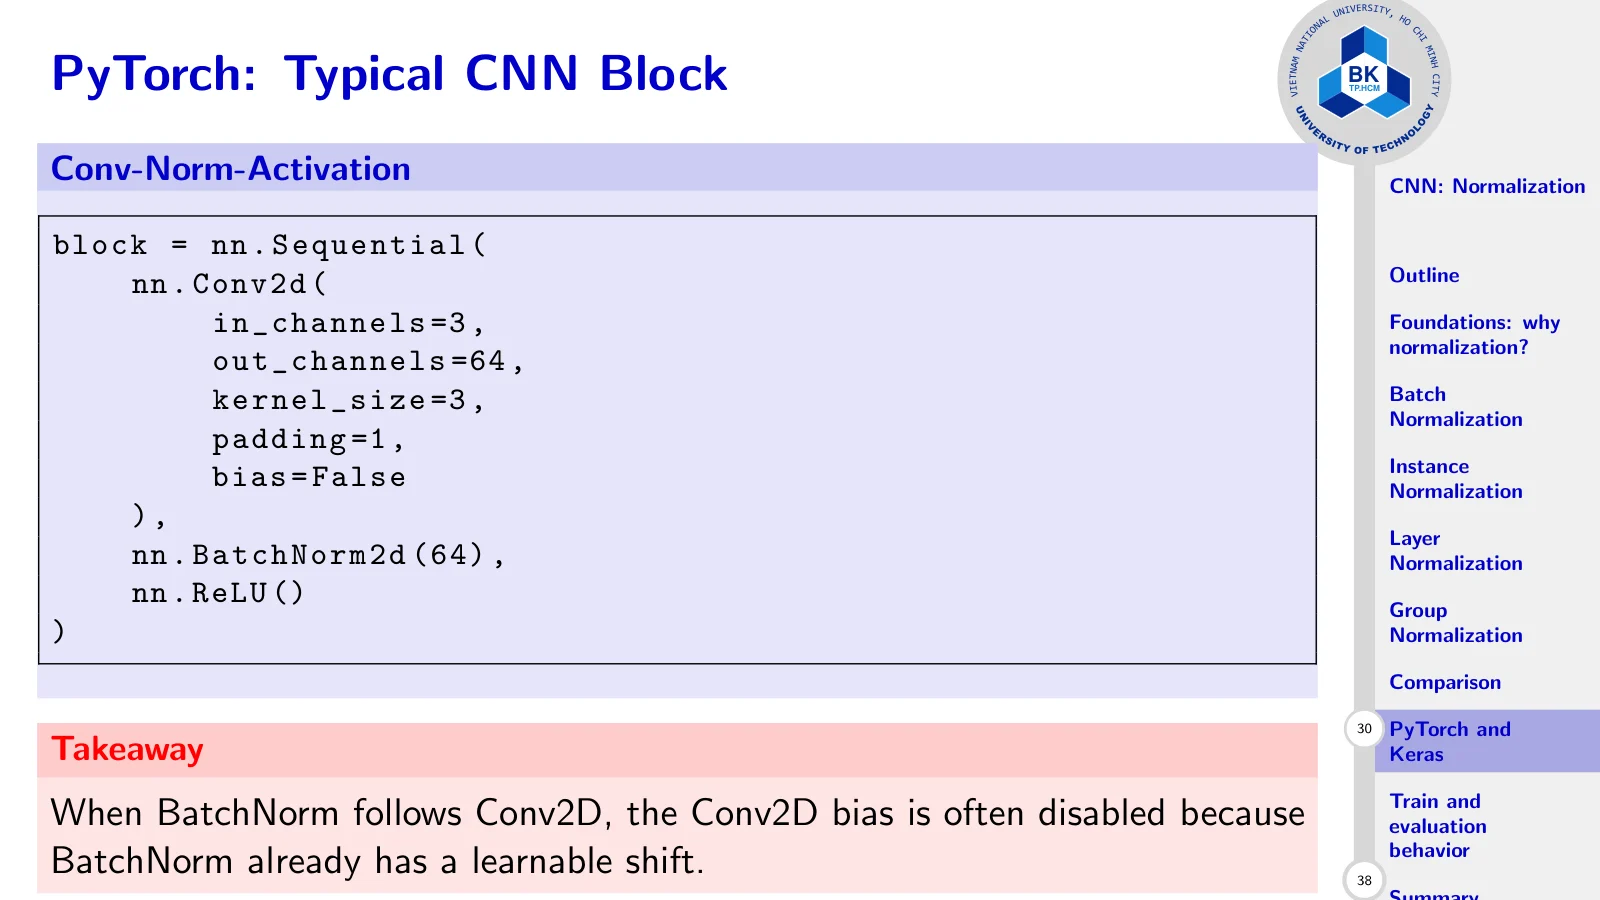 PyTorch: Typical CNN Block
Conv-Norm-Activation
block = nn.Sequential(
    nn.Conv2d(
        in_channels=3,
        out_channels=64,
        kernel_size=3,
        padding=1,
        bias=False
    ),
    nn.BatchNorm2d(64),
    nn.ReLU()
)
Takeaway
When BatchNorm follows Conv2D, the Conv2D bias is often disabled because
BatchNorm already has a learnable shift.
VIETNAM NATIONAL UNIVERSITY, HO CHI MINH CITY
BK
TP.HCM
UNIVERSITY OF TECHNOLOGY
CNN: Normalization
Outline
Foundations: why
normalization?
Batch
Normalization
Instance
Normalization
Layer
Normalization
Group
Normalization
Comparison
30
PyTorch and
Keras
Train and
evaluation
behavior
38
Summary